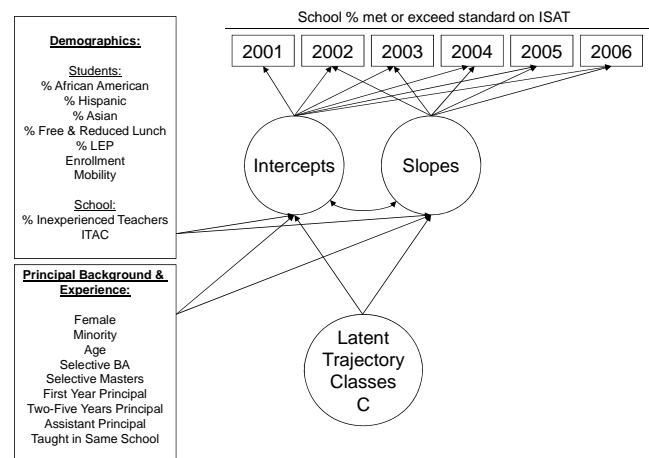 School % met or exceed standard on ISAT
2001 2002 2003 2004 2005 2006
Demographics:
Students:
% African American
% Hispanic
% Asian
% Free & Reduced Lunch
% LEP
Enrollment
Mobility
School:
% Inexperienced Teachers
ITAC
Intercepts
Slopes
Principal Background &
Experience:
Female
Minority
Age
Selective BA
Selective Masters
First Year Principal
Two-Five Years Principal
Assistant Principal
Taught in Same School
Latent
Trajectory
Classes
C